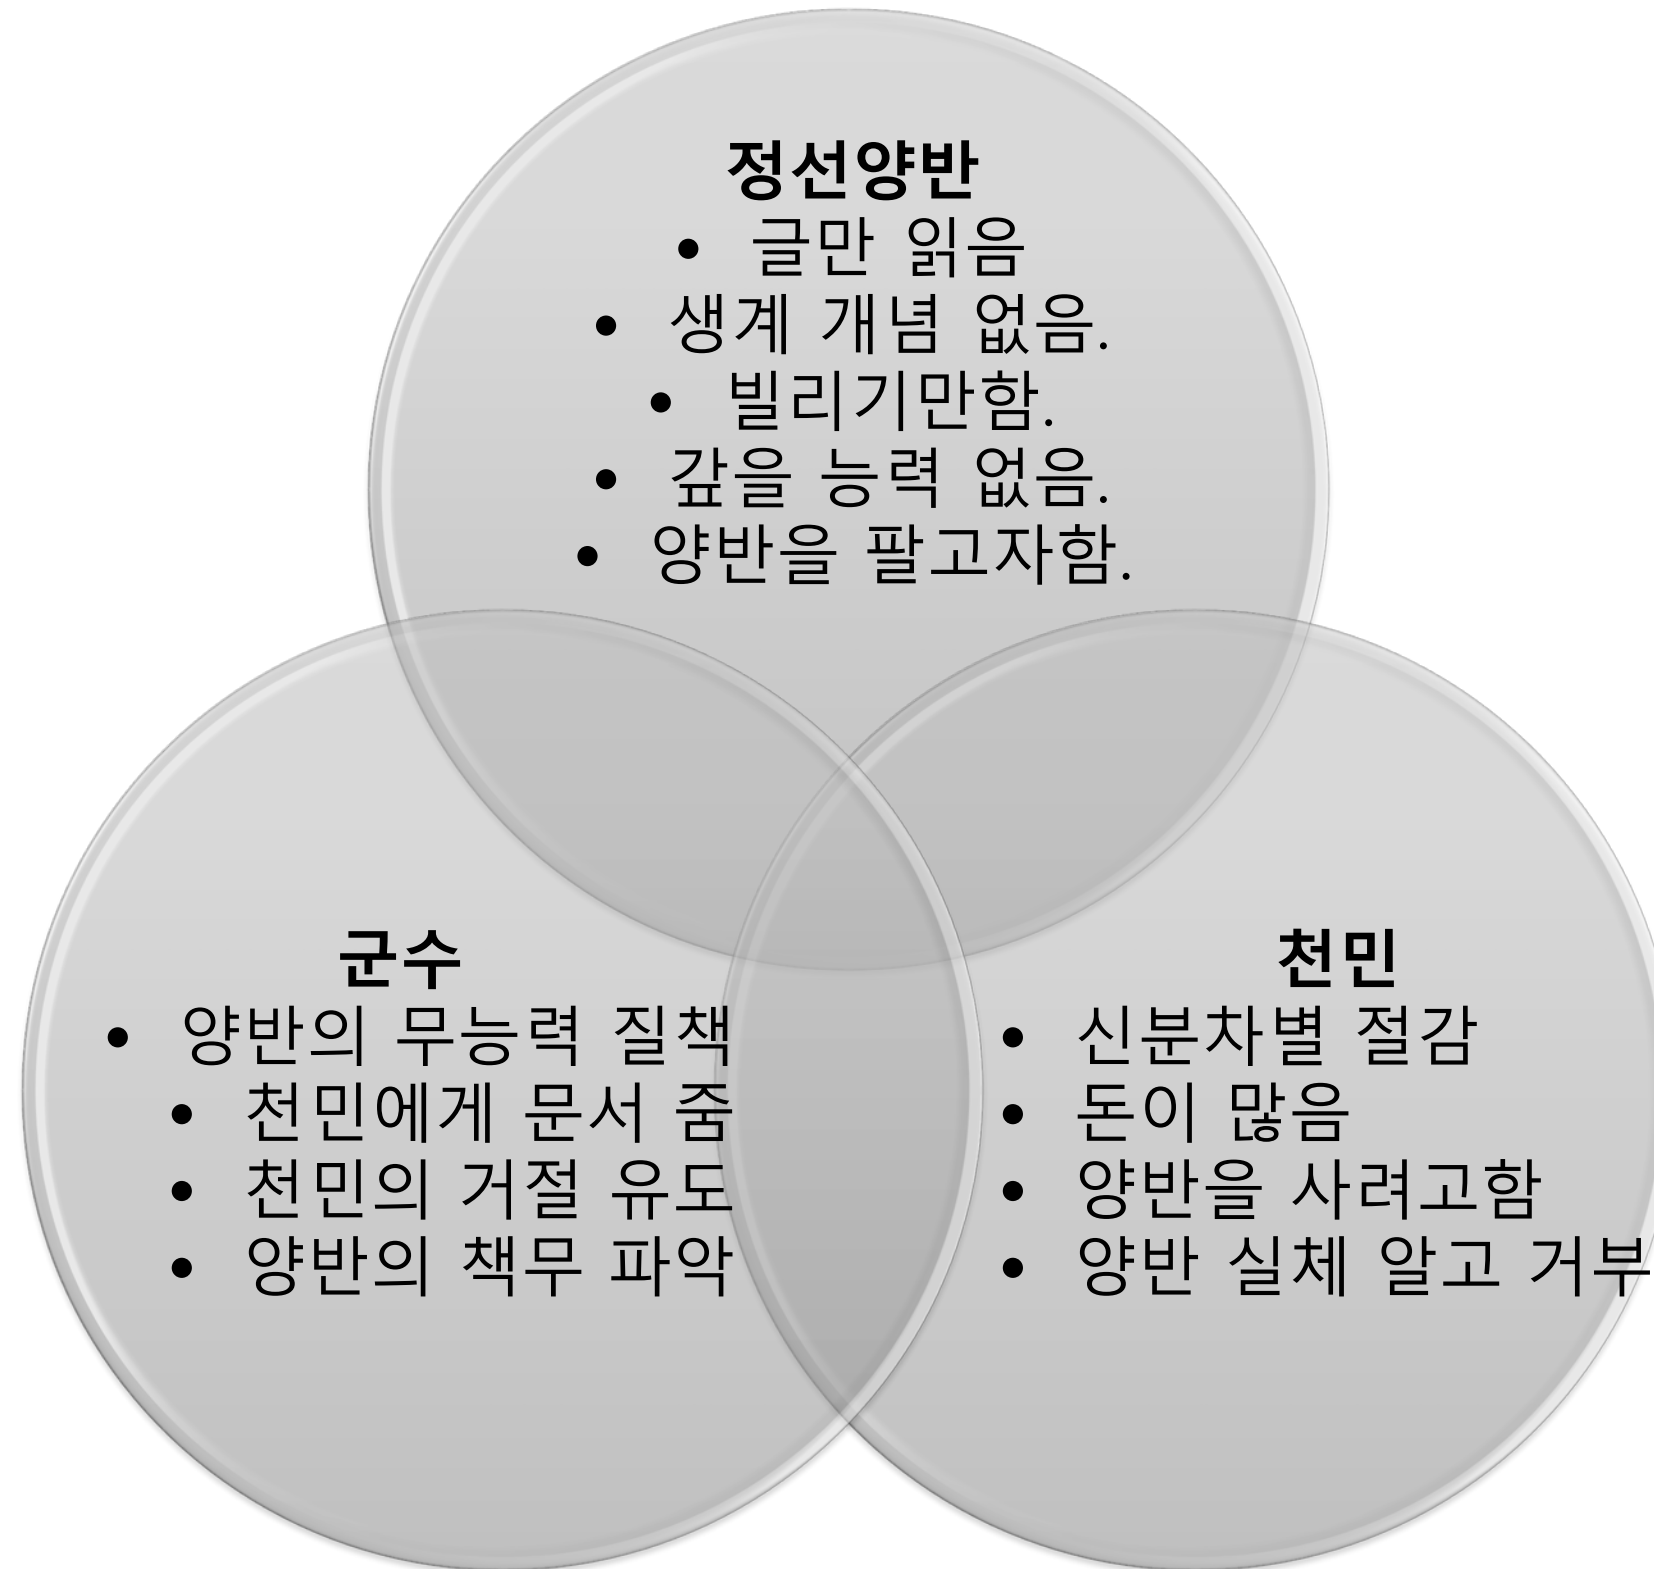 정선양반
• 글만 읽음
• 생계 개념 없음.
• 빌리기만함.
• 갚을 능력 없음.
• 양반을 팔고자함.
군수
• 양반의 무능력 질책
• 천민에게 문서 줌
• 천민의 거절 유도
• 양반의 책무 파악
천민
• 신분차별 절감
• 돈이 많음
• 양반을 사려고함
• 양반 실체 알고 거부